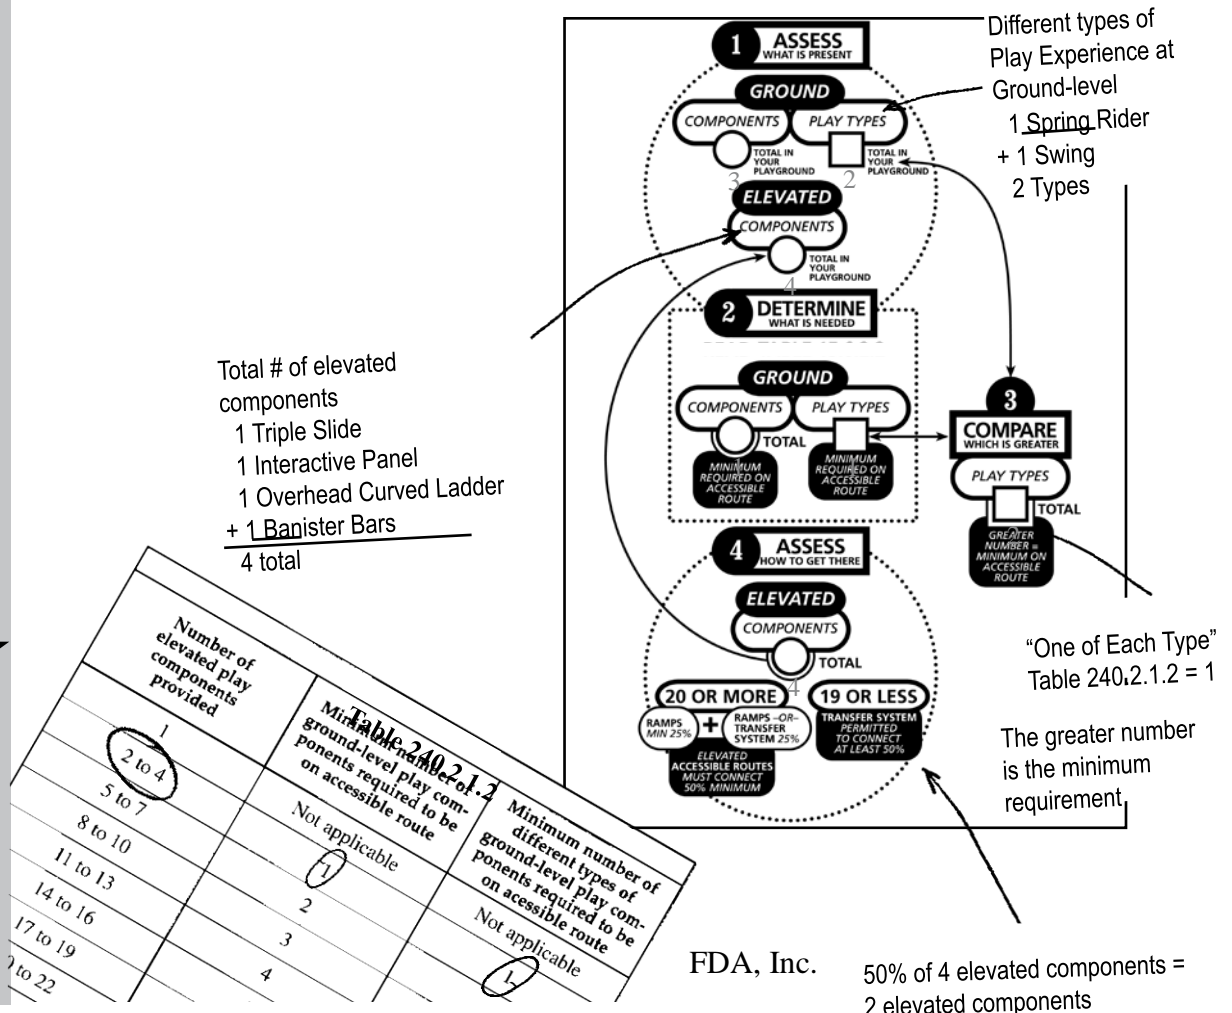 1 ASSESS
WHAT IS PRESENT
GROUND
COMPONENTS PLAY TYPES
TOTAL IN
YOUR
PLAYGROUND
3
TOTAL IN
YOUR
PLAYGROUND
2
ELEVATED
COMPONENTS
TOTAL IN
YOUR
PLAYGROUND
4
Different types of
Play Experience at
Ground-level
1 Spring Rider
+ 1 Swing
2 Types
2 DETERMINE
WHAT IS NEEDED
GROUND
COMPONENTS PLAY TYPES
TOTAL
MINIMUM
REQUIRED ON
ACCESSIBLE
ROUTE
1
MINIMUM
REQUIRED ON
ACCESSIBLE
ROUTE
1
3
COMPARE
WHICH IS GREATER
PLAY TYPES
TOTAL
2
GREATER
NUMBER =
MINIMUM ON
ACCESSIBLE
ROUTE
Total # of elevated
components
1 Triple Slide
1 Interactive Panel
1 Overhead Curved Ladder
+ 1 Banister Bars
4 total
4 ASSESS
HOW TO GET THERE
ELEVATED
COMPONENTS
TOTAL
4
20 OR MORE
RAMPS
MIN 25%
+
RAMPS –OR–
TRANSFER
SYSTEM 25%
ELEVATED
ACCESSIBLE ROUTES
MUST CONNECT
50% MINIMUM
19 OR LESS
TRANSFER SYSTEM
PERMITTED
TO CONNECT
AT LEAST 50%
“One of Each Type”
Table 240.2.1.2 = 1
The greater number
is the minimum
requirement
Table 240.2.1.2
Number of
elevated play
components
provided
Minimum number of
ground-level play com-
ponents required to be
on accessible route
Minimum number of
different types of
ground-level play com-
ponents required to be
on acessible route
1
Not applicable
Not applicable
2 to 4
1
1
5 to 7
2
8 to 10
3
11 to 13
4
14 to 16
17 to 19
to 22
FDA, Inc.
50% of 4 elevated components =
2 elevated components